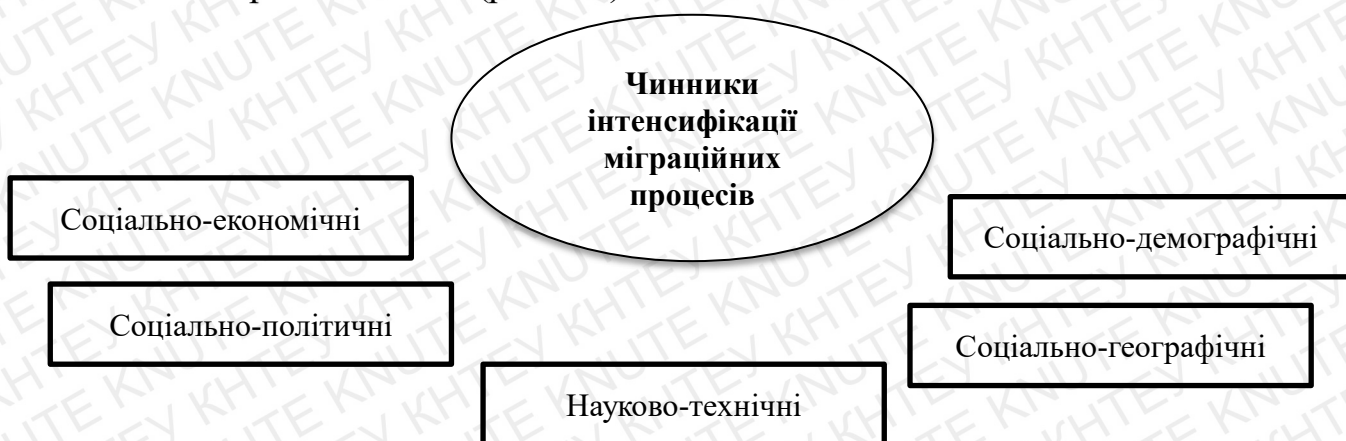 Чинники
інтенсифікації
міграційних
процесів
Соціально-економічні
Соціально-демографічні
Соціально-політичні
Соціально-географічні
Науково-технічні